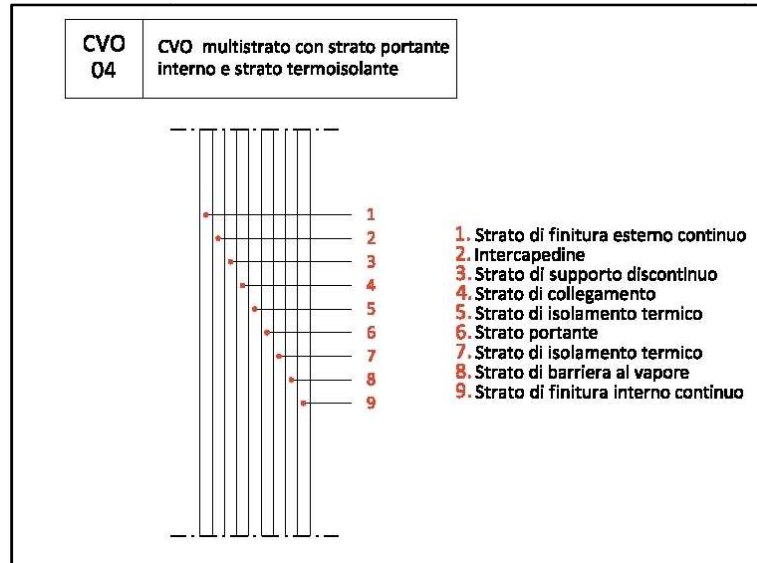 CVO
04
CVO multistrato con strato portante
interno e strato termoisolante
1
2
3
4
5
6
7
8
9
1. Strato di finitura esterno continuo
2. Intercapedine
3. Strato di supporto discontinuo
4. Strato di collegamento
5. Strato di isolamento termico
6. Strato portante
7. Strato di isolamento termico
8. Strato di barriera al vapore
9. Strato di finitura interno continuo